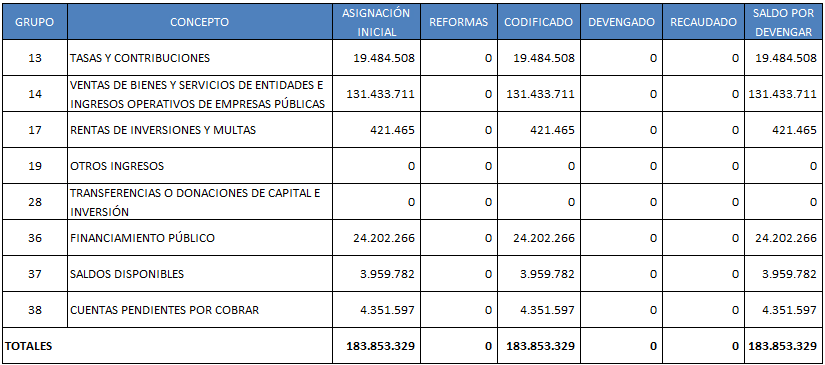 GRUPO CONCEPTO ASIGNACIÓN INICIAL REFORMAS CODIFICADO DEVENGADO RECAUDADO SALDO POR DEVENGAR
13 TASAS Y CONTRIBUCIONES 19.484.508 0 19.484.508 0 0 19.484.508
14 VENTAS DE BIENES Y SERVICIOS DE ENTIDADES E INGRESOS OPERATIVOS DE EMPRESAS PÚBLICAS 131.433.711 0 131.433.711 0 0 131.433.711
17 RENTAS DE INVERSIONES Y MULTAS 421.465 0 421.465 0 0 421.465
19 OTROS INGRESOS 0 0 0 0 0 0
28 TRANSFERENCIAS O DONACIONES DE CAPITAL E INVERSIÓN 0 0 0 0 0 0
36 FINANCIAMIENTO PÚBLICO 24.202.266 0 24.202.266 0 0 24.202.266
37 SALDOS DISPONIBLES 3.959.782 0 3.959.782 0 0 3.959.782
38 CUENTAS PENDIENTES POR COBRAR 4.351.597 0 4.351.597 0 0 4.351.597
TOTALES 183.853.329 0 183.853.329 0 0 183.853.329